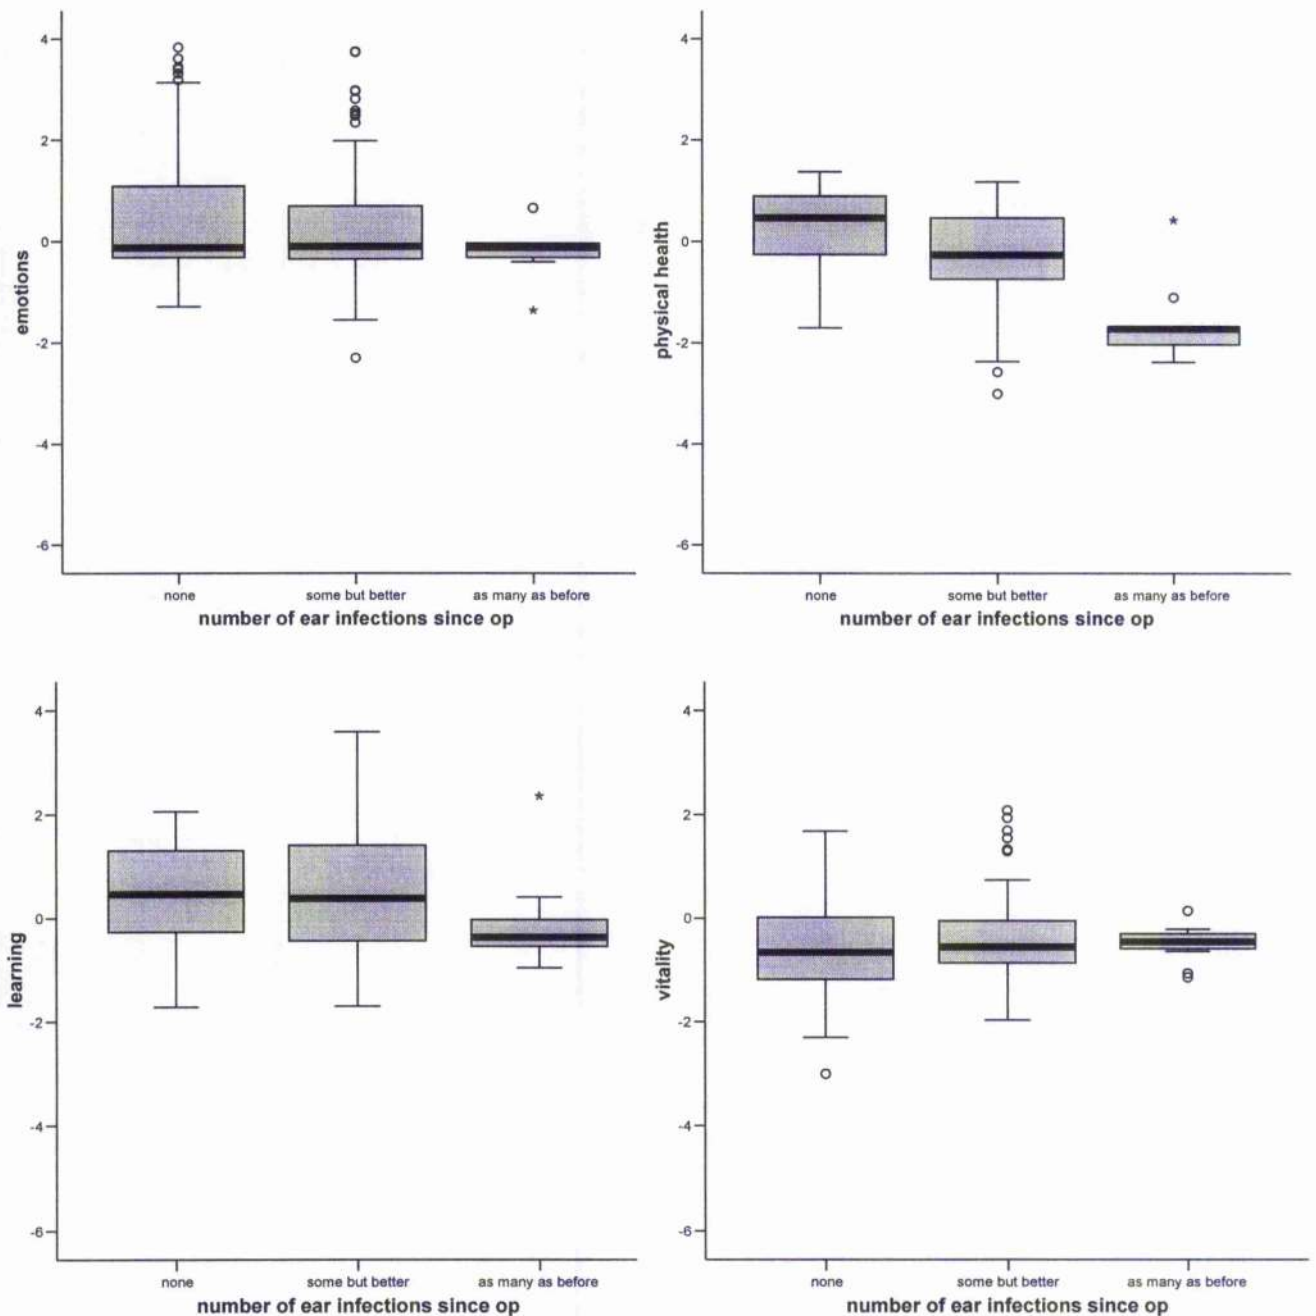 4
2
0
-2
-4
-6
emotions
none
some but better
as many as before
number of ear infections since op
4
2
0
-2
-4
-6
physical health
none
some but better
as many as before
number of ear infections since op
4
2
0
-2
-4
-6
learning
none
some but better
as many as before
number of ear infections since op
4
2
0
-2
-4
-6
vitality
none
some but better
as many as before
number of ear infections since op